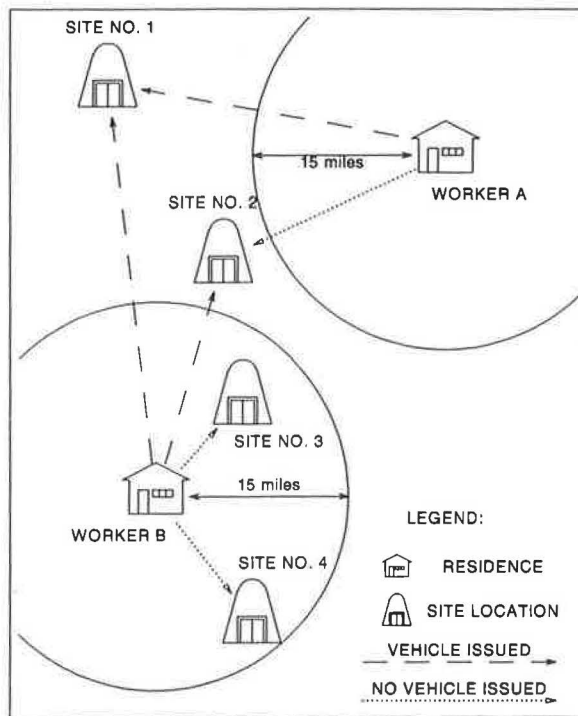 SITE NO. 1
15 miles
WORKER A
SITE NO. 2
SITE NO. 3
15 miles
WORKER B
LEGEND:
SITE NO. 4
RESIDENCE
SITE LOCATION
VEHICLE ISSUED
NO VEHICLE ISSUED